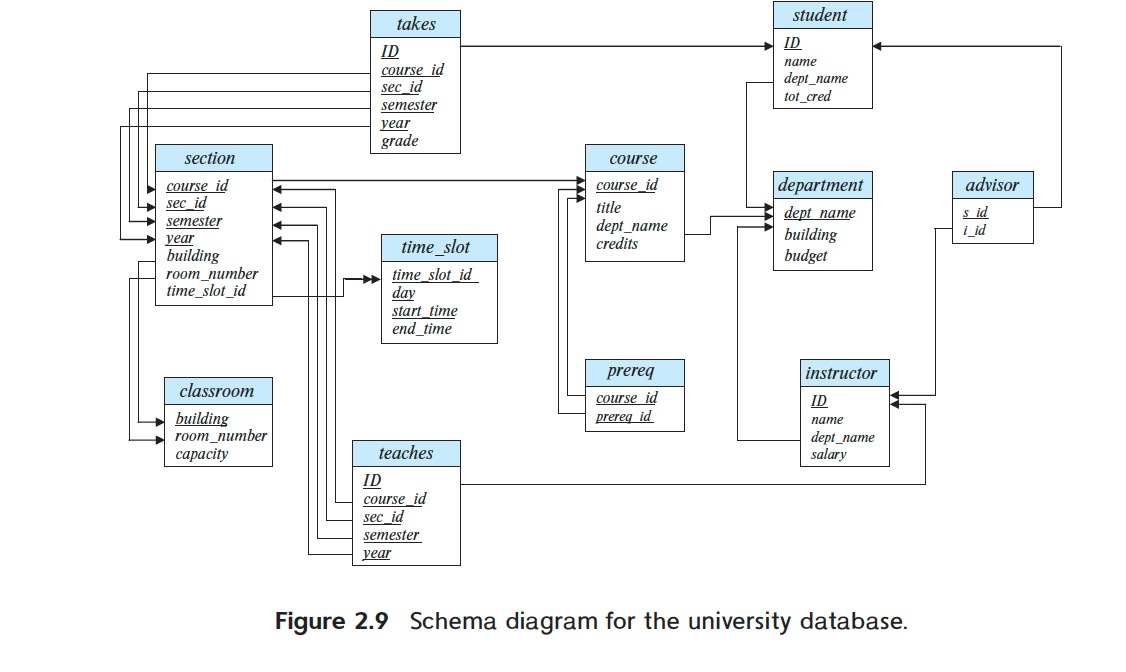 takes
ID
course_id
sec_id
semester
year
grade
student
ID
name
dept_name
tot_cred
section
course_id
sec_id
semester
year
building
room_number
time_slot_id
course
course_id
title
dept_name
credits
department
dept_name
building
budget
advisor
s_id
i_id
time_slot
time_slot_id
day
start_time
end_time
classroom
building
room_number
capacity
prereq
course_id
prereq_id
instructor
ID
name
dept_name
salary
teaches
ID
course_id
sec_id
semester
year
Figure 2.9 Schema diagram for the university database.